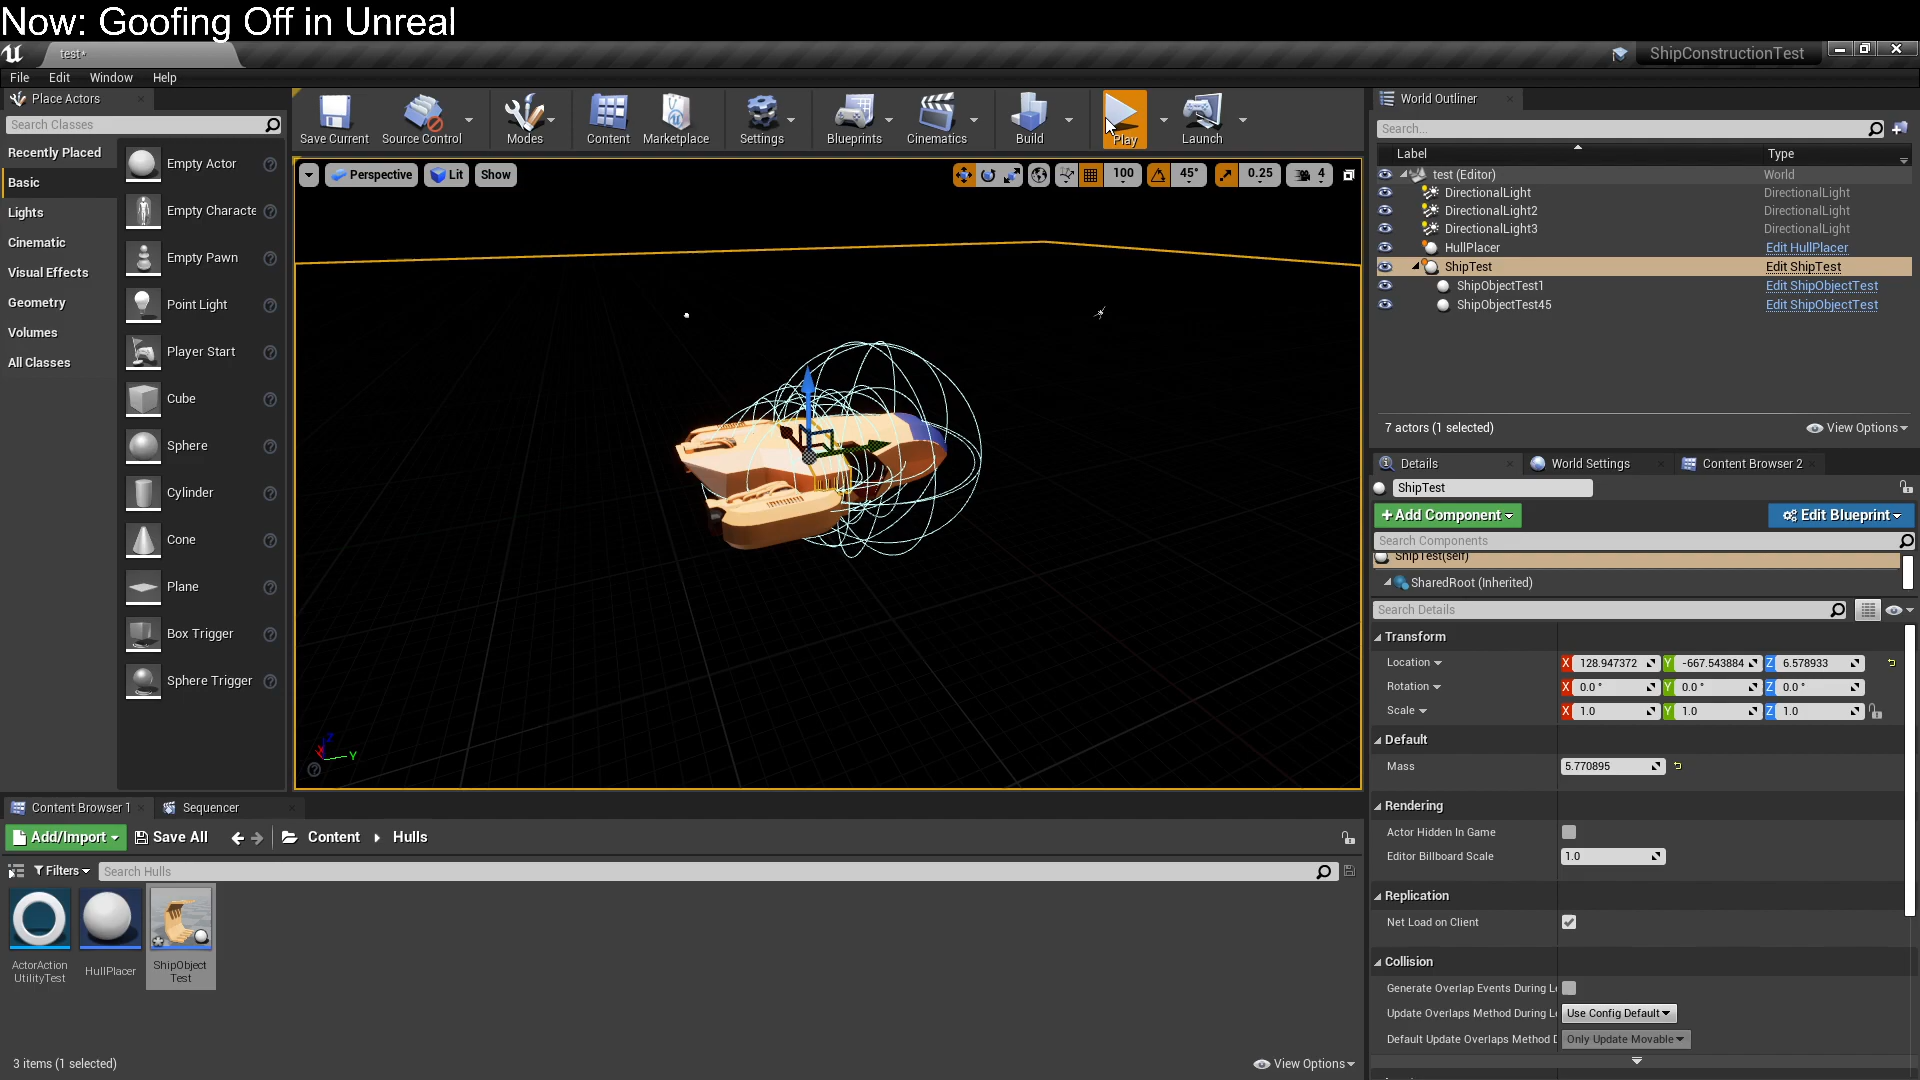 Now: Goofing Off in Unreal
test*
ShipConstructionTest
File Edit Window Help
Place Actors
Search Classes
Recently Placed
Basic
Lights
Cinematic
Visual Effects
Geometry
Volumes
All Classes
Empty Actor
Empty Characte
Empty Pawn
Point Light
Player Start
Cube
Sphere
Cylinder
Cone
Plane
Box Trigger
Sphere Trigger
Save Current
Source Control
Modes
Content
Marketplace
Settings
Blueprints
Cinematics
Build
Play
Launch
Perspective
Lit
Show
100
45°
0.25
4
X
Y
Z
World Outliner
Search...
Label Type
test (Editor) World
DirectionalLight DirectionalLight
DirectionalLight2 DirectionalLight
DirectionalLight3 DirectionalLight
HullPlacer Edit HullPlacer
ShipTest Edit ShipTest
ShipObjectTest1 Edit ShipObjectTest
ShipObjectTest45 Edit ShipObjectTest
7 actors (1 selected)
View Options
Details
World Settings
Content Browser 2
ShipTest
+Add Component
Edit Blueprint
Search Components
ShipTest(self)
SharedRoot (Inherited)
Search Details
Transform
Location X 128.947372 Y -667.543884 Z 6.578933
Rotation X 0.0 ° Y 0.0 ° Z 0.0 °
Scale X 1.0 Y 1.0 Z 1.0
Default
Mass 5.770895
Rendering
Actor Hidden In Game
Editor Billboard Scale 1.0
Replication
Net Load on Client
Collision
Generate Overlap Events During Le
Update Overlaps Method During Le Use Config Default
Default Update Overlaps Method D Only Update Movable
Content Browser 1
Sequencer
Add/Import
Save All
Content
Hulls
Filters
Search Hulls
ActorAction
UtilityTest
HullPlacer
ShipObject
Test
3 items (1 selected)
View Options